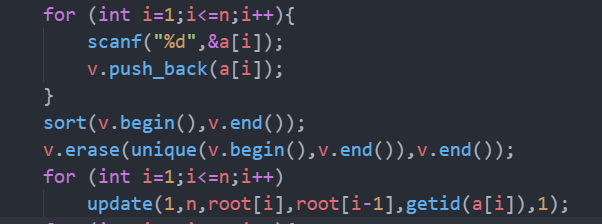 for (int i=1;i<=n;i++){
scanf("%d",&a[i]);
v.push_back(a[i]);
}
sort(v.begin(),v.end());
v.erase(unique(v.begin(),v.end()),v.end());
for (int i=1;i<=n;i++)
update(1,n,root[i],root[i-1],getid(a[i]),1);